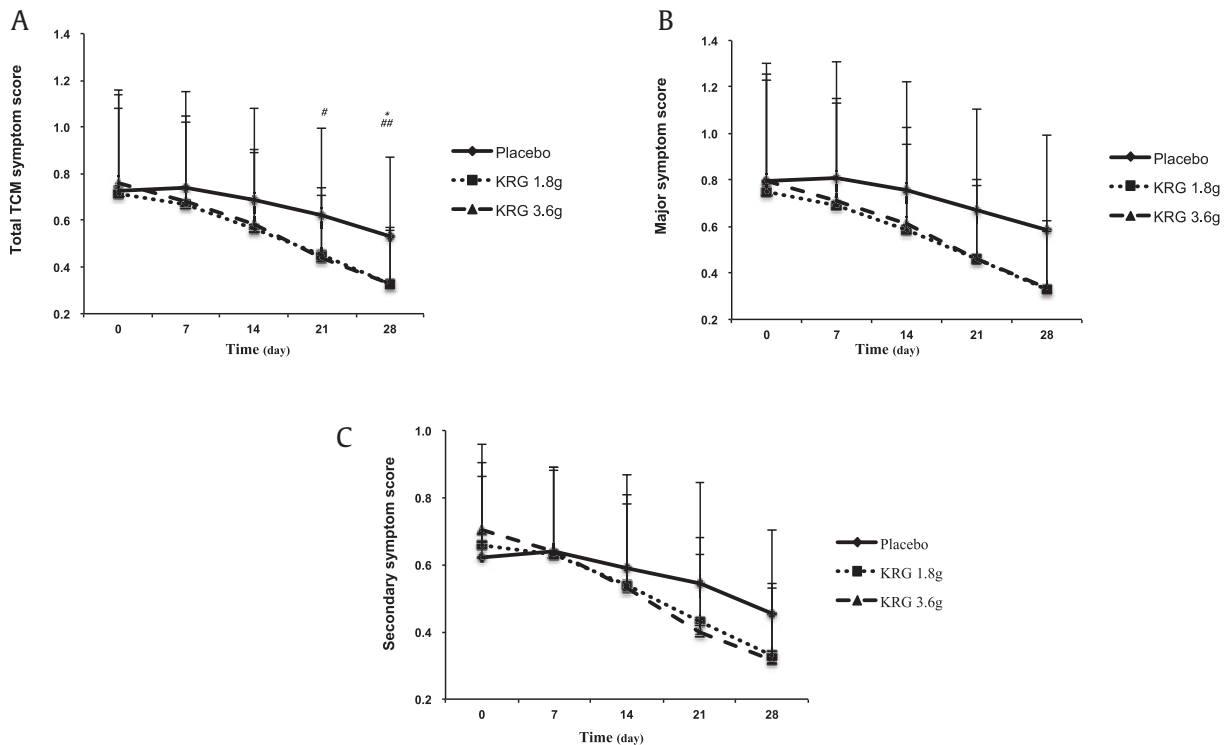 A
Total TCM symptom score
1.4
1.2
1.0
0.8
0.6
0.4
0.2
#
*
##
0 7 14 21 28
Time (day)
Placebo
KRG 1.8g
KRG 3.6g
B
Major symptom score
1.4
1.2
1.0
0.8
0.6
0.4
0.2
0 7 14 21 28
Time (day)
Placebo
KRG 1.8g
KRG 3.6g
C
Secondary symptom score
1.0
0.8
0.6
0.4
0.2
0 7 14 21 28
Time (day)
Placebo
KRG 1.8g
KRG 3.6g